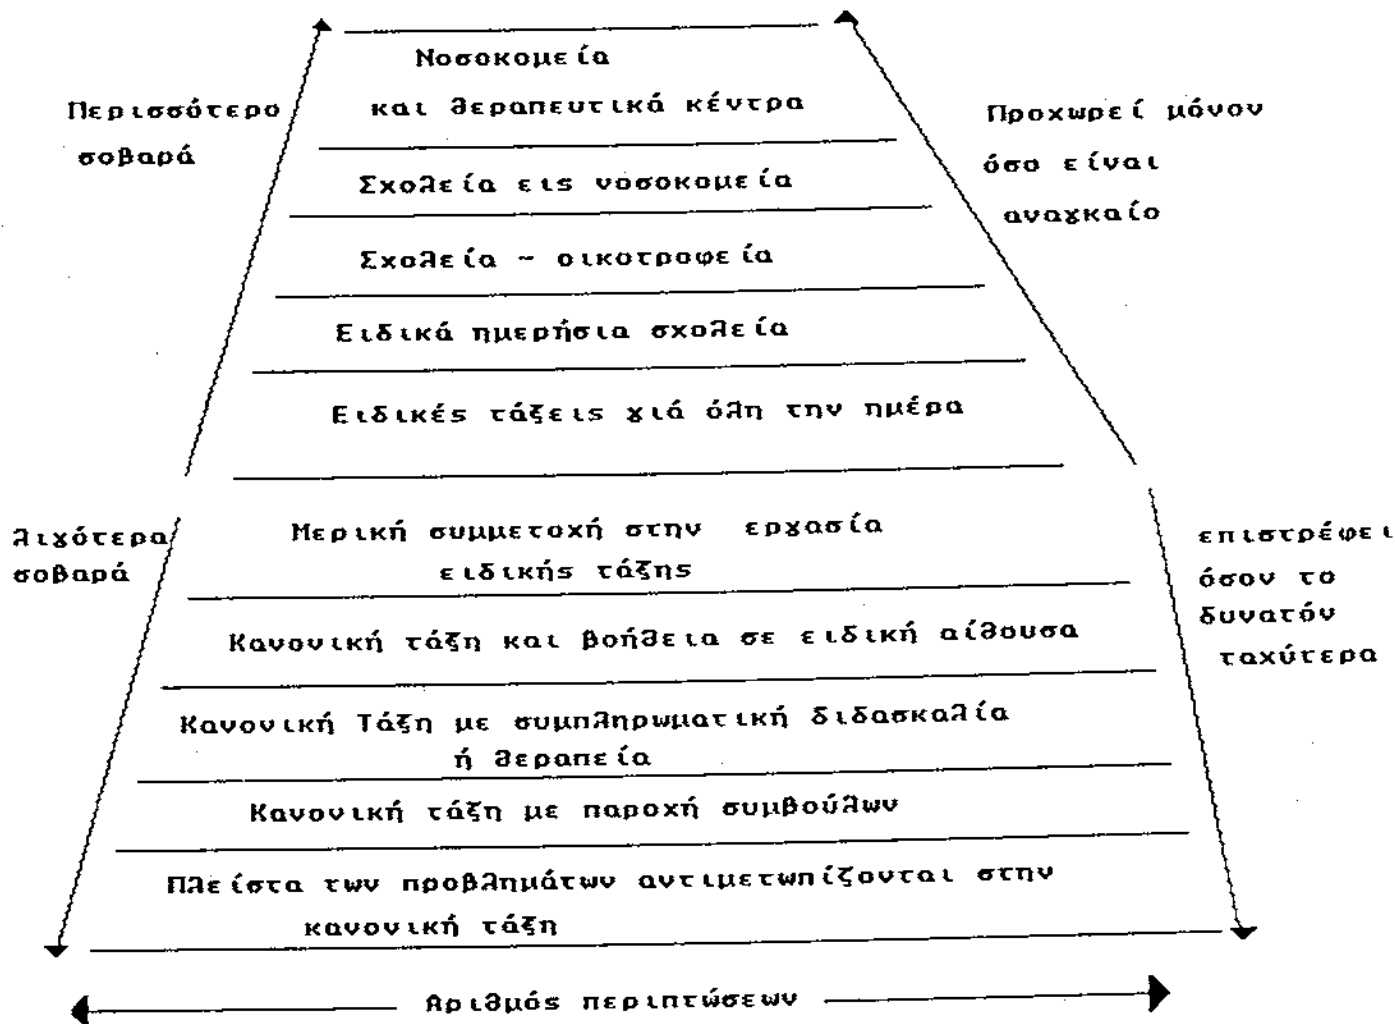 Νοσοκομεία
και θεραπευτικά κέντρα
Περισσότερο
σοβαρά
Προχωρεί μόνον
όσο είναι
αναγκαίο
Σχολεία εις νοσοκομεία
Σχολεία ~ οικοτροφεία
Ειδικά ημερήσια σχολεία
Ειδικές τάξεις γιά όλη την ημέρα
λιγότερα
σοβαρά
Μερική συμμετοχή στην εργασία
ειδικής τάξης
επιστρέφει
όσον το
δυνατόν
ταχύτερα
Κανονική τάξη και βοήθεια σε ειδική αίθουσα
Κανονική Τάξη με συμπληρωματική διδασκαλία
ή θεραπεία
Κανονική τάξη με παροχή συμβούλων
Πλείστα των προβλημάτων αντιμετωπίζονται στην
κανονική τάξη
Αριθμός περιπτώσεων